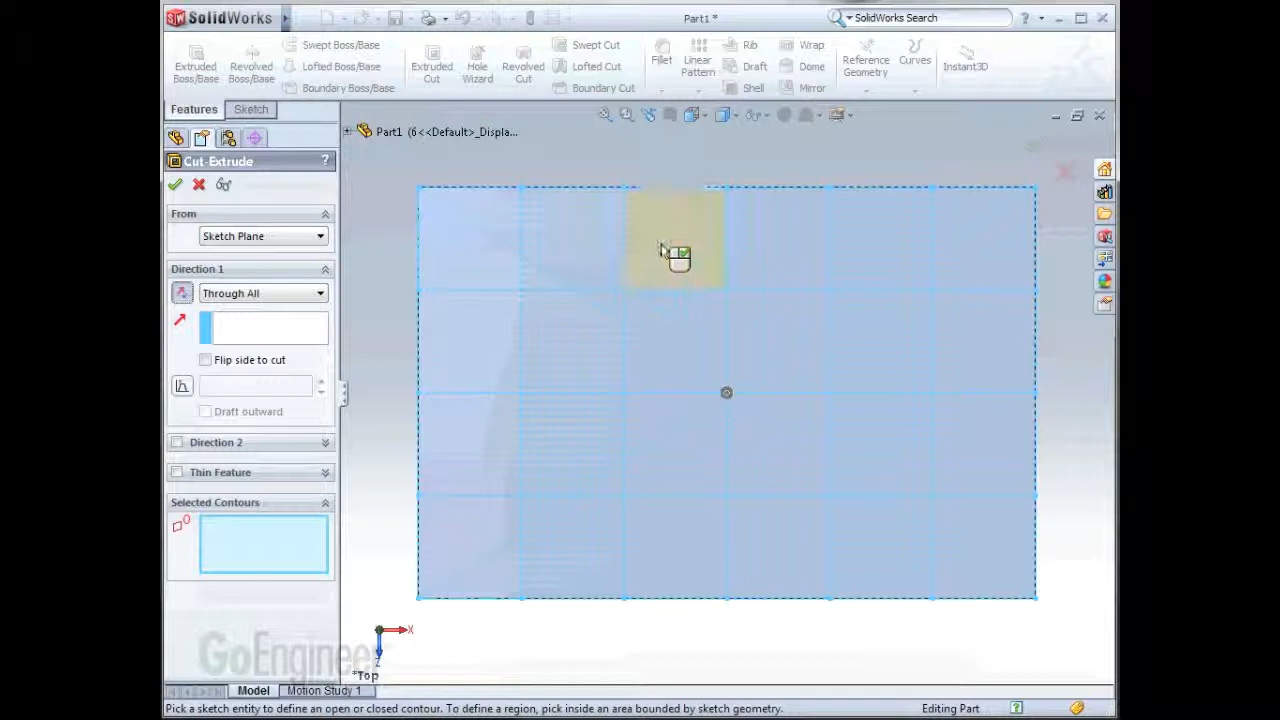 SolidWorks
Part1 *
SolidWorks Search
?
Extruded Boss/Base
Revolved Boss/Base
Swept Boss/Base
Lofted Boss/Base
Boundary Boss/Base
Extruded Cut
Hole Wizard
Revolved Cut
Swept Cut
Lofted Cut
Boundary Cut
Fillet
Linear Pattern
Rib
Draft
Shell
Wrap
Dome
Mirror
Reference Geometry
Curves
Instant3D
Features
Sketch
Part1 (6<<Default>_Displa...
Cut-Extrude
?
From
Sketch Plane
Direction 1
Through All
Flip side to cut
Draft outward
Direction 2
Thin Feature
Selected Contours
X
Z
*Top
GoEngineer
Model
Motion Study 1
Pick a sketch entity to define an open or closed contour. To define a region, pick inside an area bounded by sketch geometry.
Editing Part
?